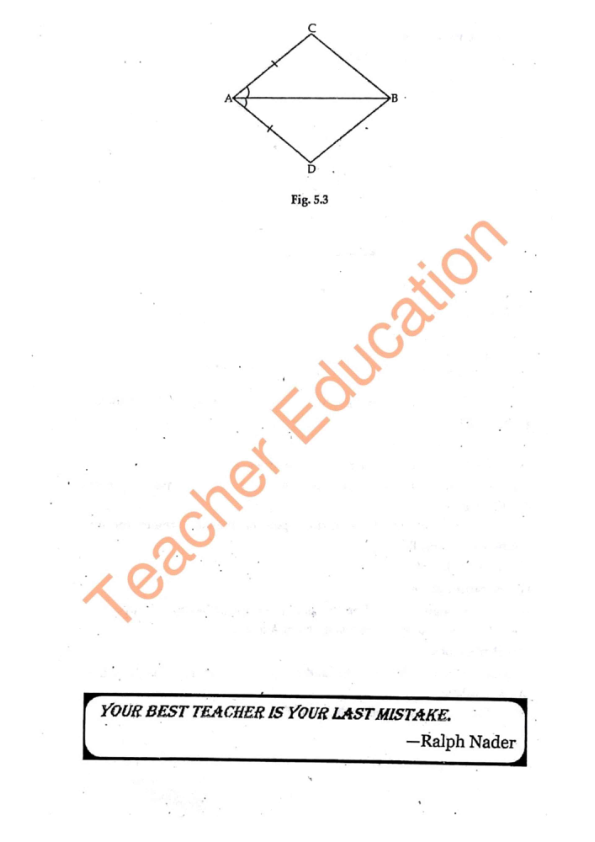 C
A
B
D
Fig. 5.3
Teacher Education
YOUR BEST TEACHER IS YOUR LAST MISTAKE.
—Ralph Nader